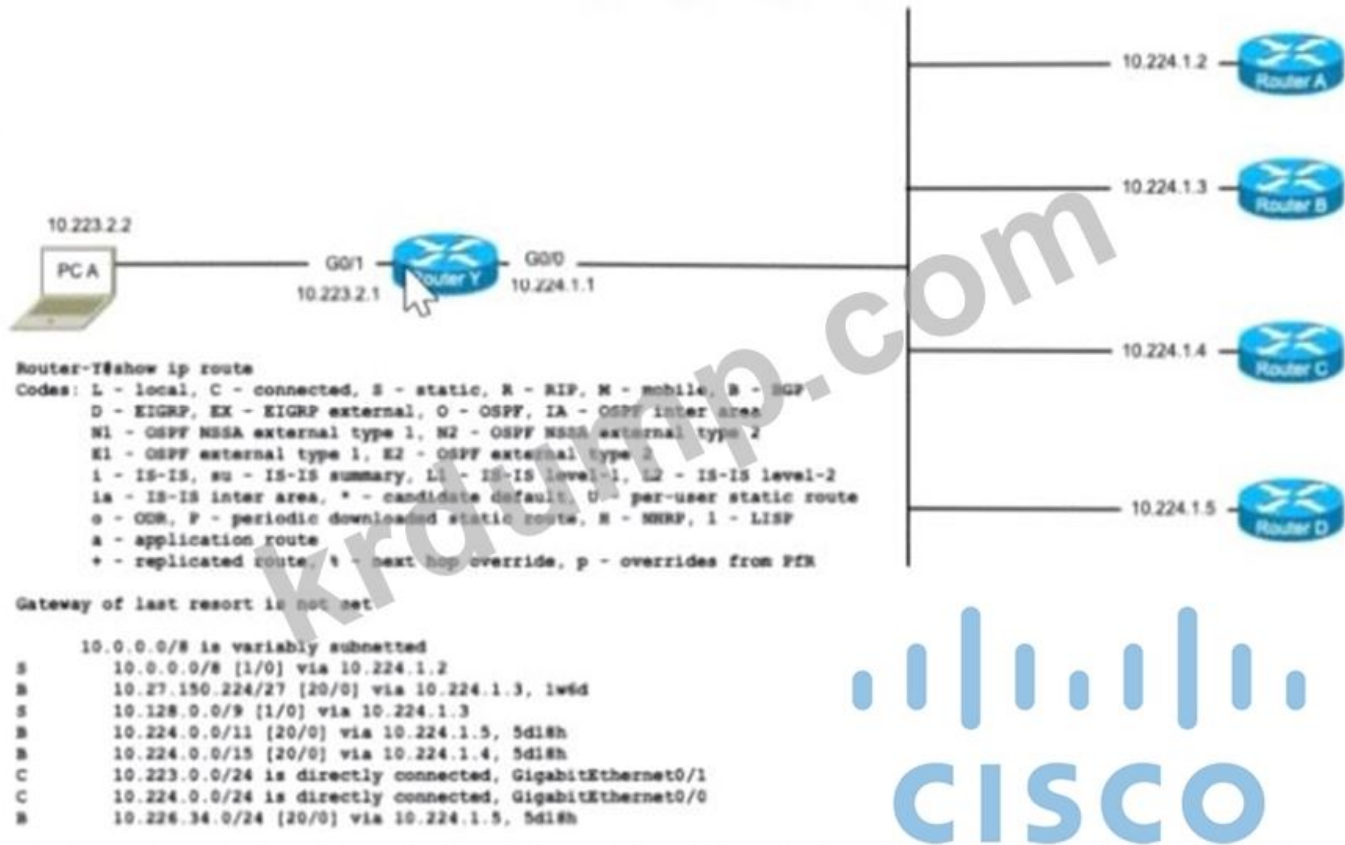 10.224.1.2
Router A
10.224.1.3
Router B
10.223.2.2
PC A
G0/1
10.223.2.1
Router Y
G0/0
10.224.1.1
10.224.1.4
Router C
10.224.1.5
Router D
Router-Y#show ip route
Codes: L - local, C - connected, S - static, R - RIP, M - mobile, B - BGP
D - EIGRP, EX - EIGRP external, O - OSPF, IA - OSPF inter area
N1 - OSPF NSSA external type 1, N2 - OSPF NSSA external type 2
E1 - OSPF external type 1, E2 - OSPF external type 2
i - IS-IS, su - IS-IS summary, L1 - IS-IS level-1, L2 - IS-IS level-2
ia - IS-IS inter area, * - candidate default, U - per-user static route
o - ODR, P - periodic downloaded static route, H - NHRP, l - LISP
a - application route
+ - replicated route, % - next hop override, p - overrides from PfR
Gateway of last resort is not set
10.0.0.0/8 is variably subnetted
S 10.0.0.0/8 [1/0] via 10.224.1.2
B 10.27.150.224/27 [20/0] via 10.224.1.3, 1w6d
S 10.128.0.0/9 [1/0] via 10.224.1.3
B 10.224.0.0/11 [20/0] via 10.224.1.5, 5d18h
B 10.224.0.0/15 [20/0] via 10.224.1.4, 5d18h
C 10.223.0.0/24 is directly connected, GigabitEthernet0/1
C 10.224.0.0/24 is directly connected, GigabitEthernet0/0
B 10.226.34.0/24 [20/0] via 10.224.1.5, 5d18h
krdump.com
CISCO